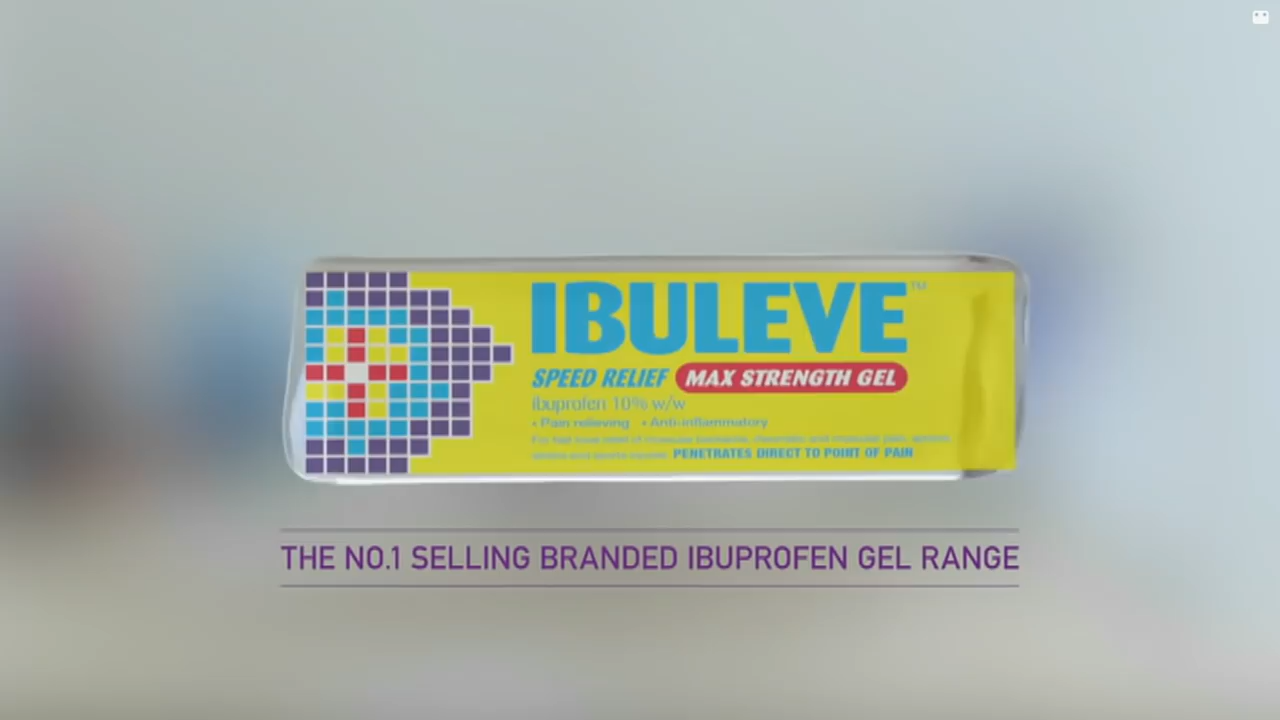 IBULEVE™
SPEED RELIEF MAX STRENGTH GEL
ibuprofen 10% w/w
• Pain relieving • Anti-inflammatory
PENETRATES DIRECT TO POINT OF PAIN
THE NO.1 SELLING BRANDED IBUPROFEN GEL RANGE